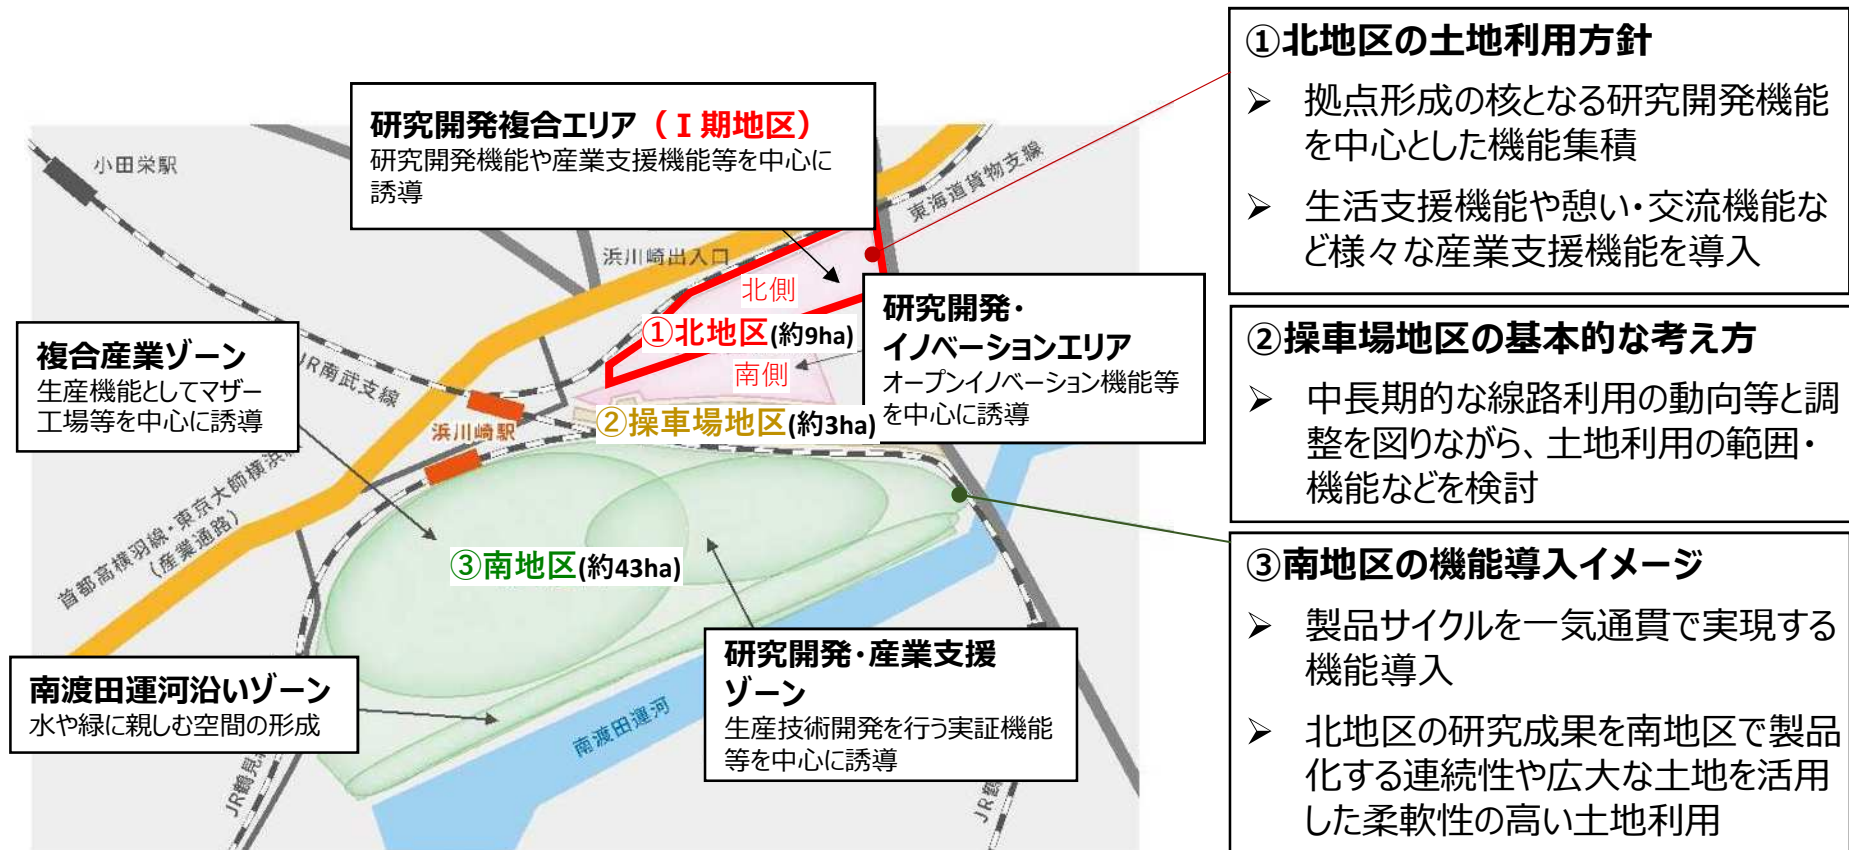 研究開発複合エリア（Ⅰ期地区）
研究開発機能や産業支援機能等を中心に
誘導
小田栄駅
東海道貨物支線
浜川崎出入口
北側
①北地区(約9ha)
南側
研究開発・
イノベーションエリア
オープンイノベーション機能等
を中心に誘導
複合産業ゾーン
生産機能としてマザー
工場等を中心に誘導
JR南武支線
浜川崎駅
②操車場地区(約3ha)
首都高横羽線・東京大師横浜
(産業通路)
③南地区(約43ha)
南渡田運河沿いゾーン
水や緑に親しむ空間の形成
研究開発・産業支援
ゾーン
生産技術開発を行う実証機能
等を中心に誘導
南渡田運河
JR鶴見
JR鶴
①北地区の土地利用方針
➢ 拠点形成の核となる研究開発機能
を中心とした機能集積
➢ 生活支援機能や憩い・交流機能な
ど様々な産業支援機能を導入
②操車場地区の基本的な考え方
➢ 中長期的な線路利用の動向等と調
整を図りながら、土地利用の範囲・
機能などを検討
③南地区の機能導入イメージ
➢ 製品サイクルを一気通貫で実現する
機能導入
➢ 北地区の研究成果を南地区で製品
化する連続性や広大な土地を活用
した柔軟性の高い土地利用